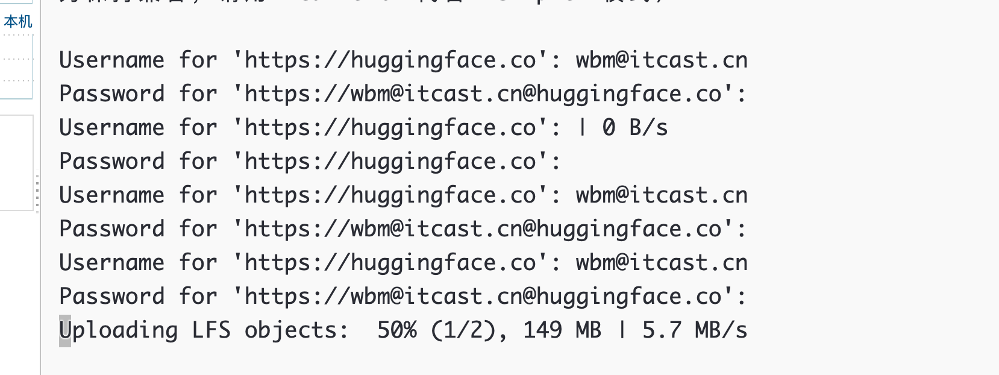 本机
Username for 'https://huggingface.co': wbm@itcast.cn
Password for 'https://wbm@itcast.cn@huggingface.co':
Username for 'https://huggingface.co': | 0 B/s
Password for 'https://huggingface.co':
Username for 'https://huggingface.co': wbm@itcast.cn
Password for 'https://wbm@itcast.cn@huggingface.co':
Username for 'https://huggingface.co': wbm@itcast.cn
Password for 'https://wbm@itcast.cn@huggingface.co':
Uploading LFS objects:  50% (1/2), 149 MB | 5.7 MB/s